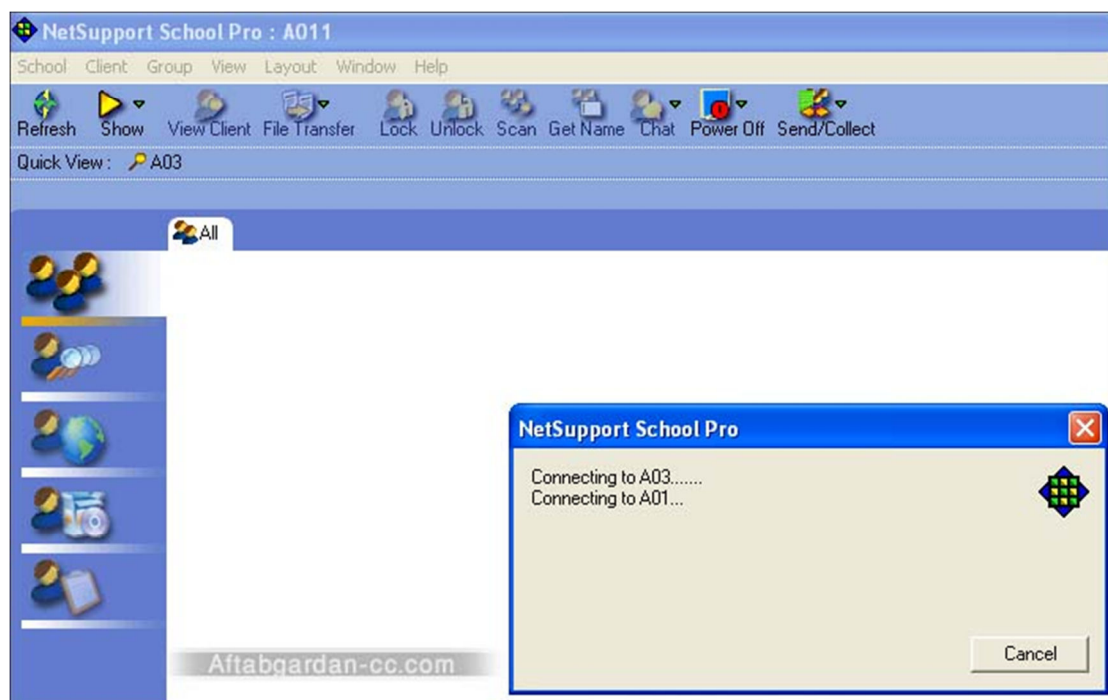 NetSupport School Pro : A011
School Client Group View Layout Window Help
Refresh Show View Client File Transfer Lock Unlock Scan Get Name Chat Power Off Send/Collect
Quick View : A03
All
NetSupport School Pro
Connecting to A03.......
Connecting to A01...
Cancel
Aftabgardan-cc.com